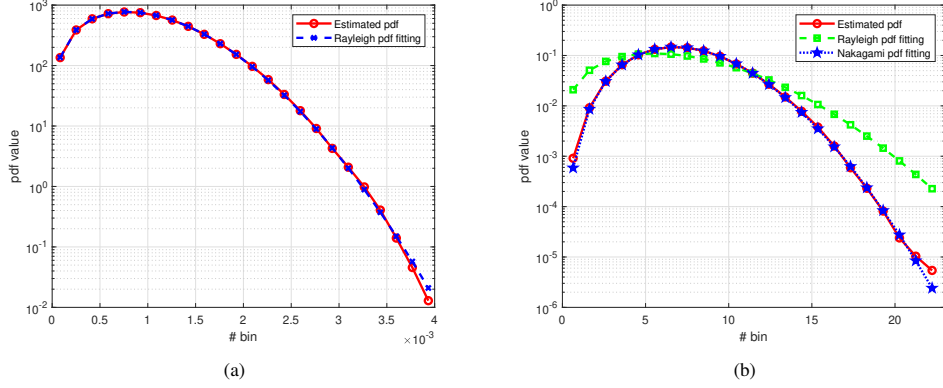 10^3
10^2
10^1
10^0
10^-1
10^-2
pdf value
0
0.5
1
1.5
2
2.5
3
3.5
4
# bin
×10^-3
Estimated pdf
Rayleigh pdf fitting
(a)
10^0
10^-1
10^-2
10^-3
10^-4
10^-5
10^-6
pdf value
0
5
10
15
20
# bin
Estimated pdf
Rayleigh pdf fitting
Nakagami pdf fitting
(b)